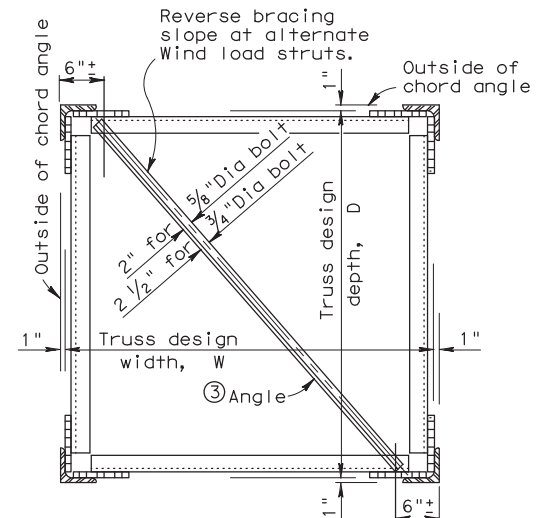 Reverse bracing
slope at alternate
Wind load struts.
6"±
1"
Outside of
chord angle
Outside of chord angle
5/8"Dia bolt
3/4"Dia bolt
2" for
2 1/2" for
Truss design
depth, D
1"
Truss design
width, W
1"
③ Angle
1"
6"±